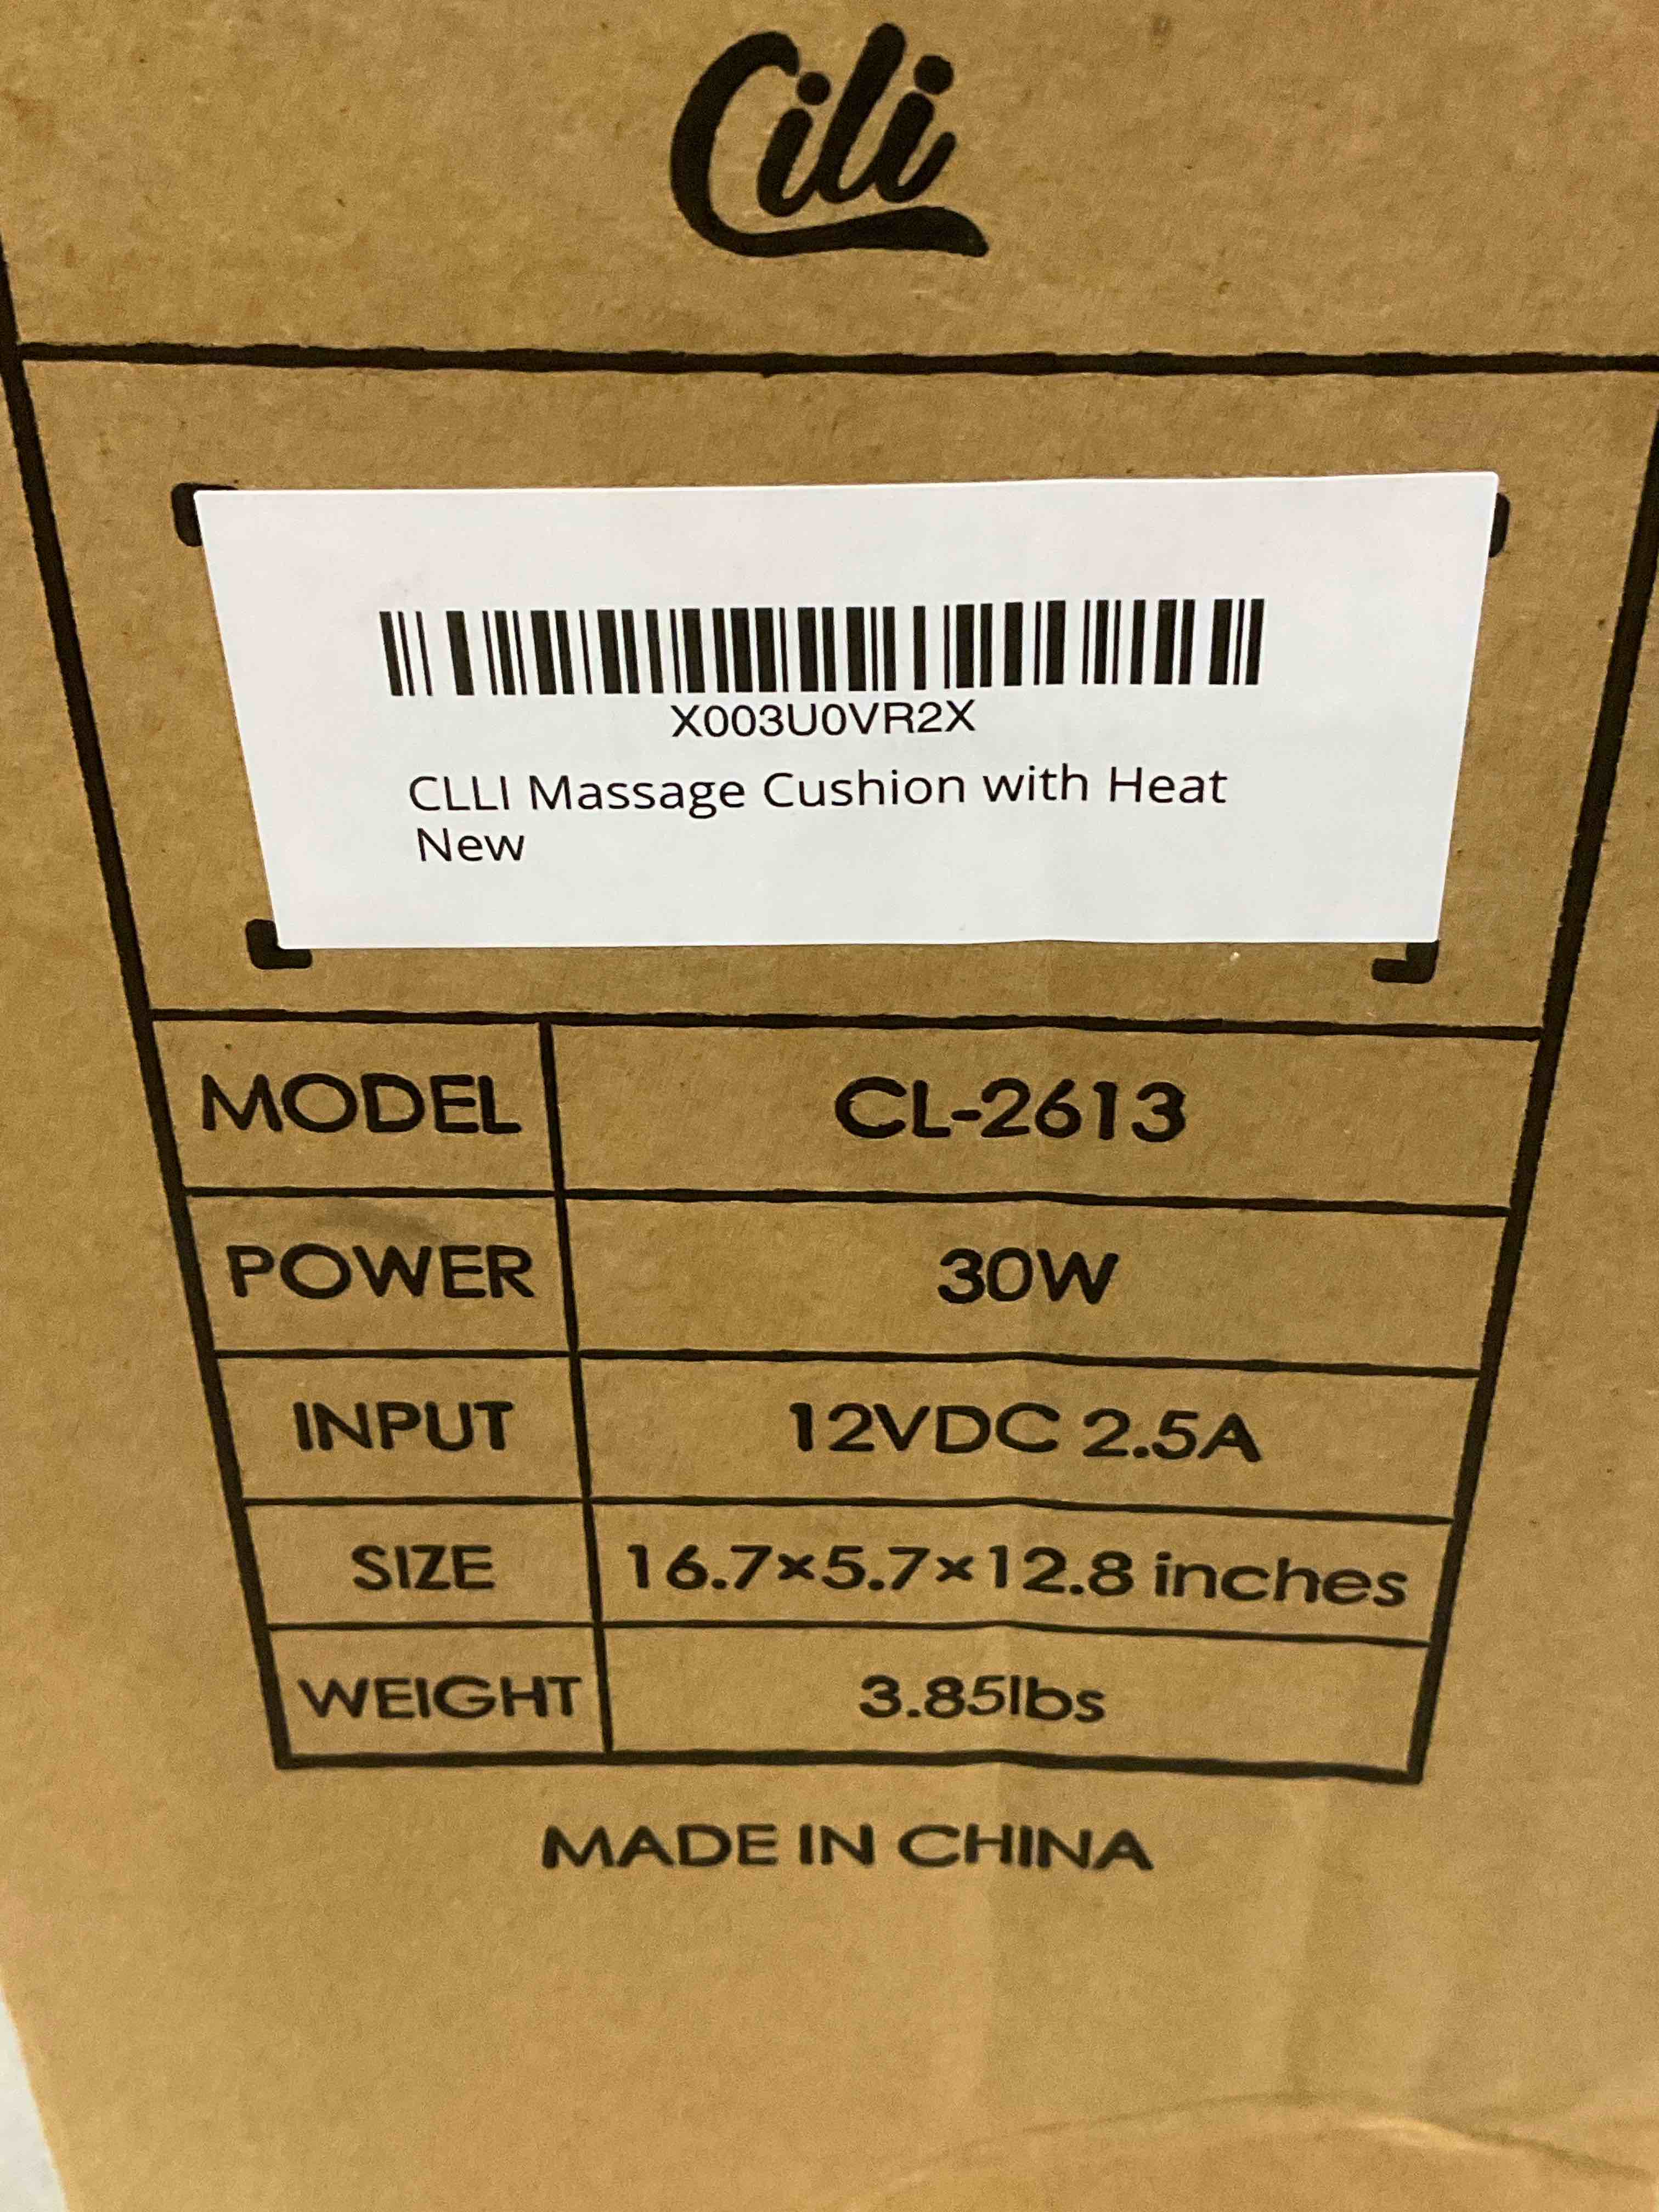 Cili
X003U0VR2X
CLLI Massage Cushion with Heat
New
MODEL CL-2613
POWER 30W
INPUT 12VDC 2.5A
SIZE 16.7×5.7×12.8 inches
WEIGHT 3.85lbs
MADE IN CHINA